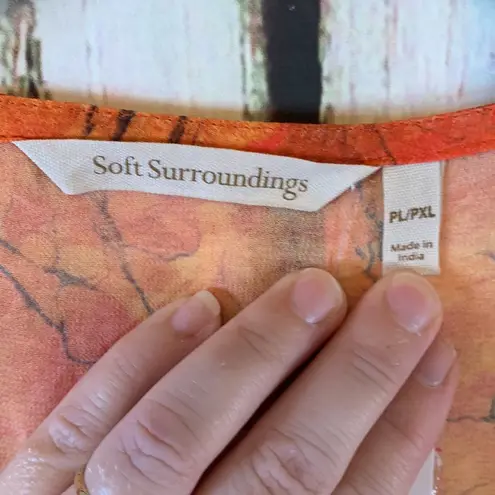 Soft Surroundings
PL/PXL
Made in
India